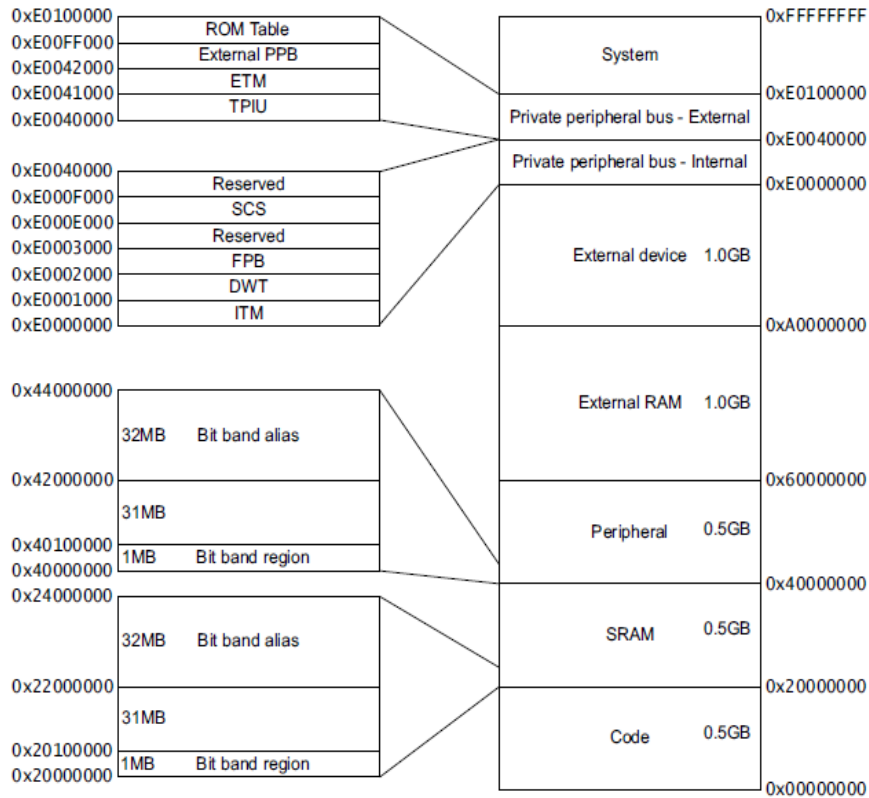 0xE0100000
ROM Table
0xE00FF000
External PPB
0xE0042000
ETM
0xE0041000
TPIU
0xE0040000
0xE0040000
Reserved
0xE000F000
SCS
0xE000E000
Reserved
0xE0003000
FPB
0xE0002000
DWT
0xE0001000
ITM
0xE0000000
0x44000000
32MB Bit band alias
0x42000000
31MB
0x40100000
1MB Bit band region
0x40000000
0x24000000
32MB Bit band alias
0x22000000
31MB
0x20100000
1MB Bit band region
0x20000000
0xFFFFFFFF
System
0xE0100000
Private peripheral bus - External
0xE0040000
Private peripheral bus - Internal
0xE0000000
External device 1.0GB
0xA0000000
External RAM 1.0GB
0x60000000
Peripheral 0.5GB
0x40000000
SRAM 0.5GB
0x20000000
Code 0.5GB
0x00000000